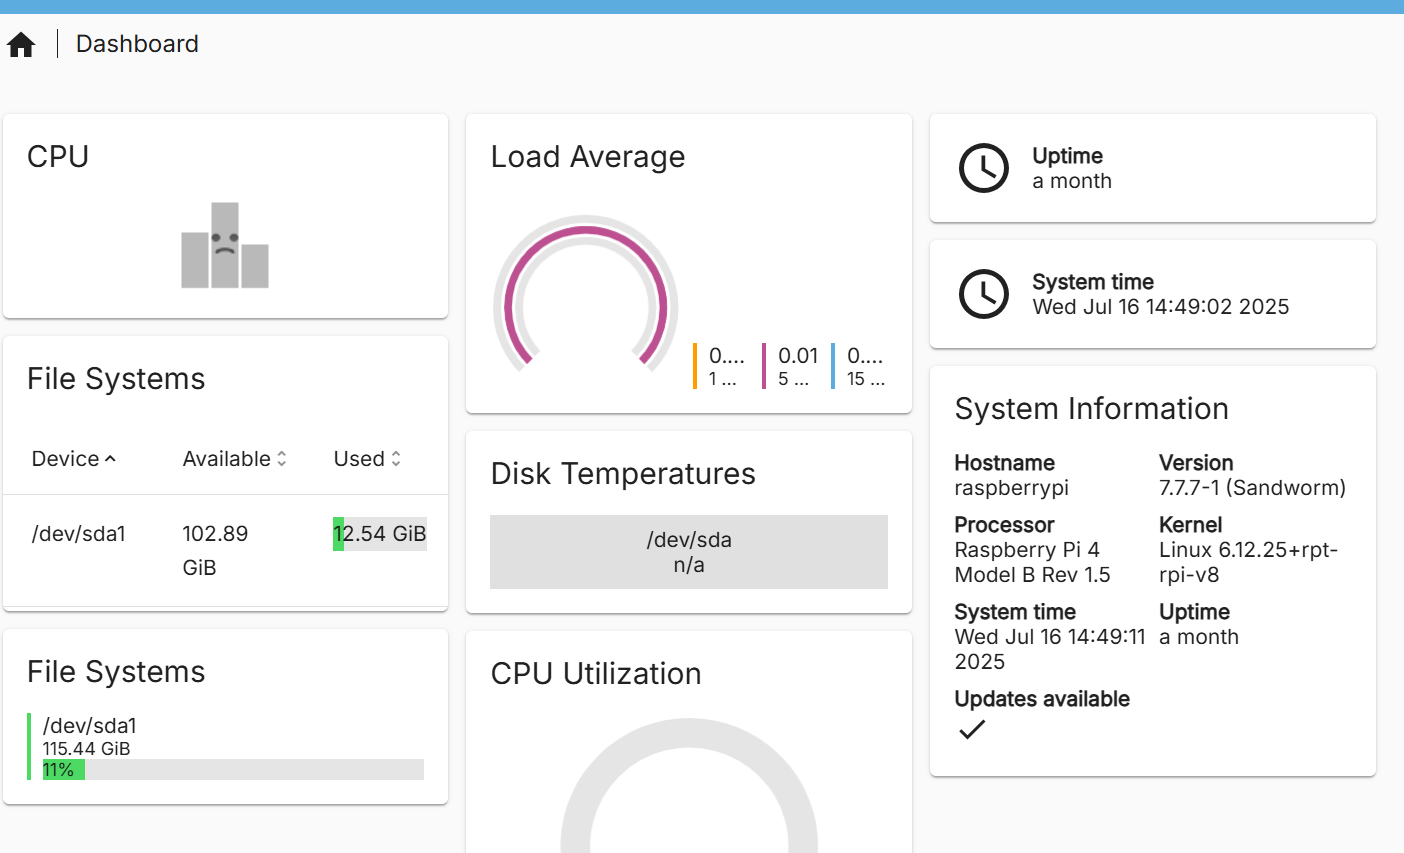 Dashboard
CPU
File Systems
Device Available Used
/dev/sda1 102.89 GiB 12.54 GiB
File Systems
/dev/sda1
115.44 GiB
11%
Load Average
0.... 0.01 0....
1 ... 5 ... 15 ...
Disk Temperatures
/dev/sda
n/a
CPU Utilization
Uptime
a month
System time
Wed Jul 16 14:49:02 2025
System Information
Hostname Version
raspberrypi 7.7.7-1 (Sandworm)
Processor Kernel
Raspberry Pi 4 Linux 6.12.25+rpt-
Model B Rev 1.5 rpi-v8
System time Uptime
Wed Jul 16 14:49:11 a month
2025
Updates available